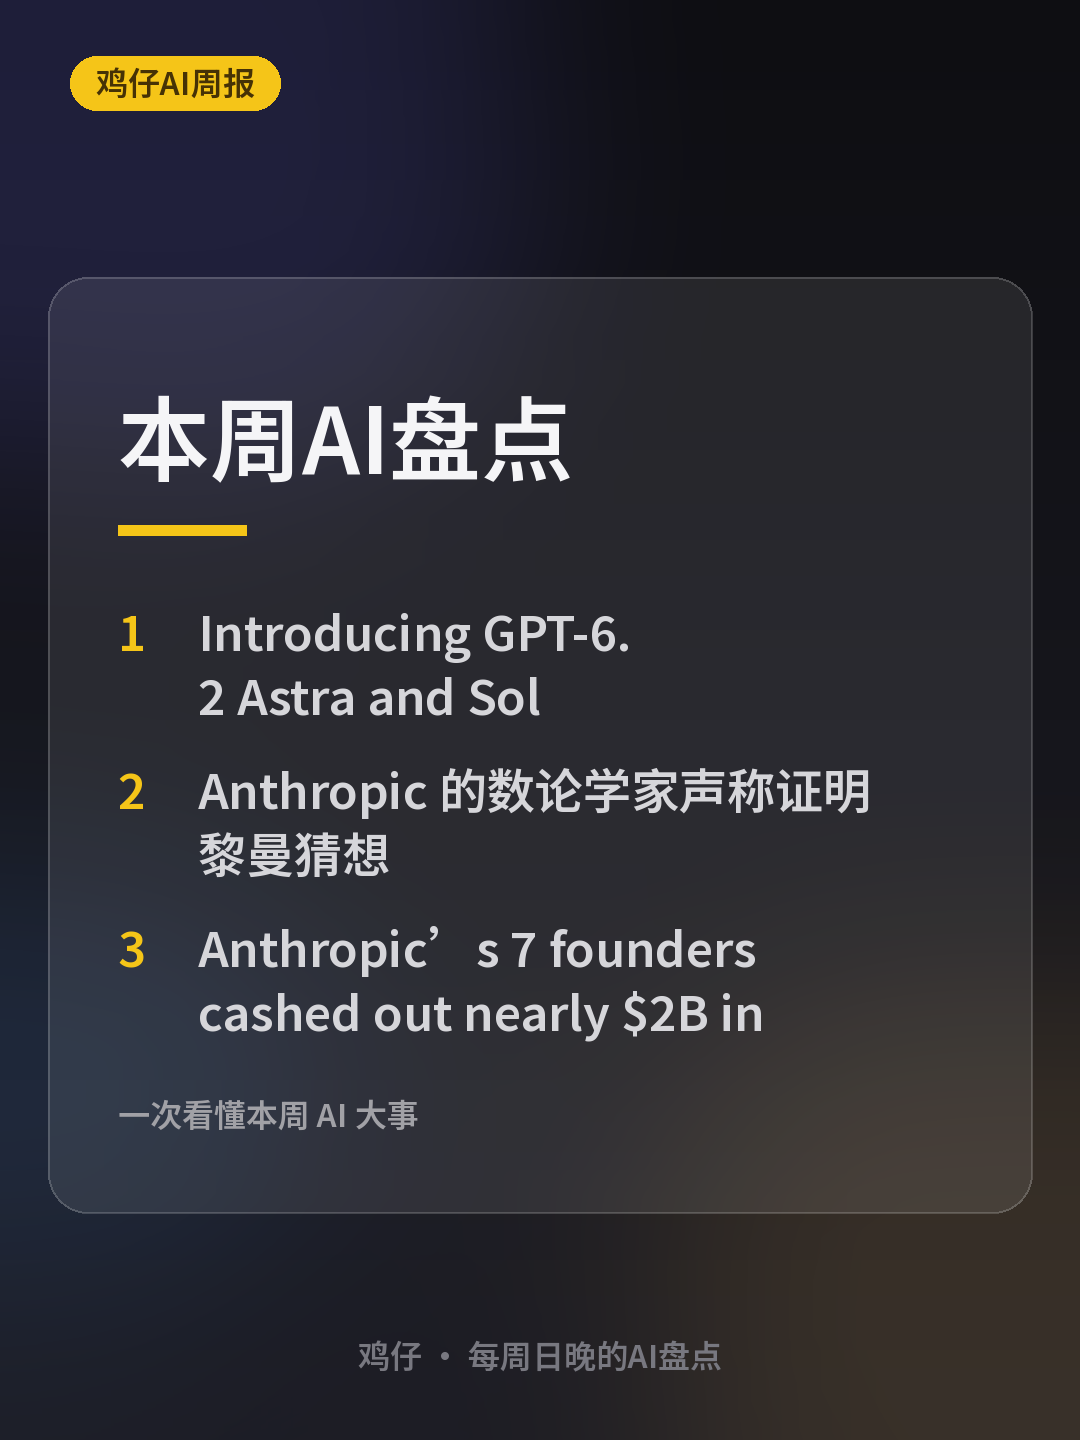 鸡仔AI周报
本周AI盘点
1 Introducing GPT-6.
2 Astra and Sol
2 Anthropic 的数论学家声称证明
黎曼猜想
3 Anthropic’s 7 founders
cashed out nearly $2B in
一次看懂本周 AI 大事
鸡仔 · 每周日晚的AI盘点